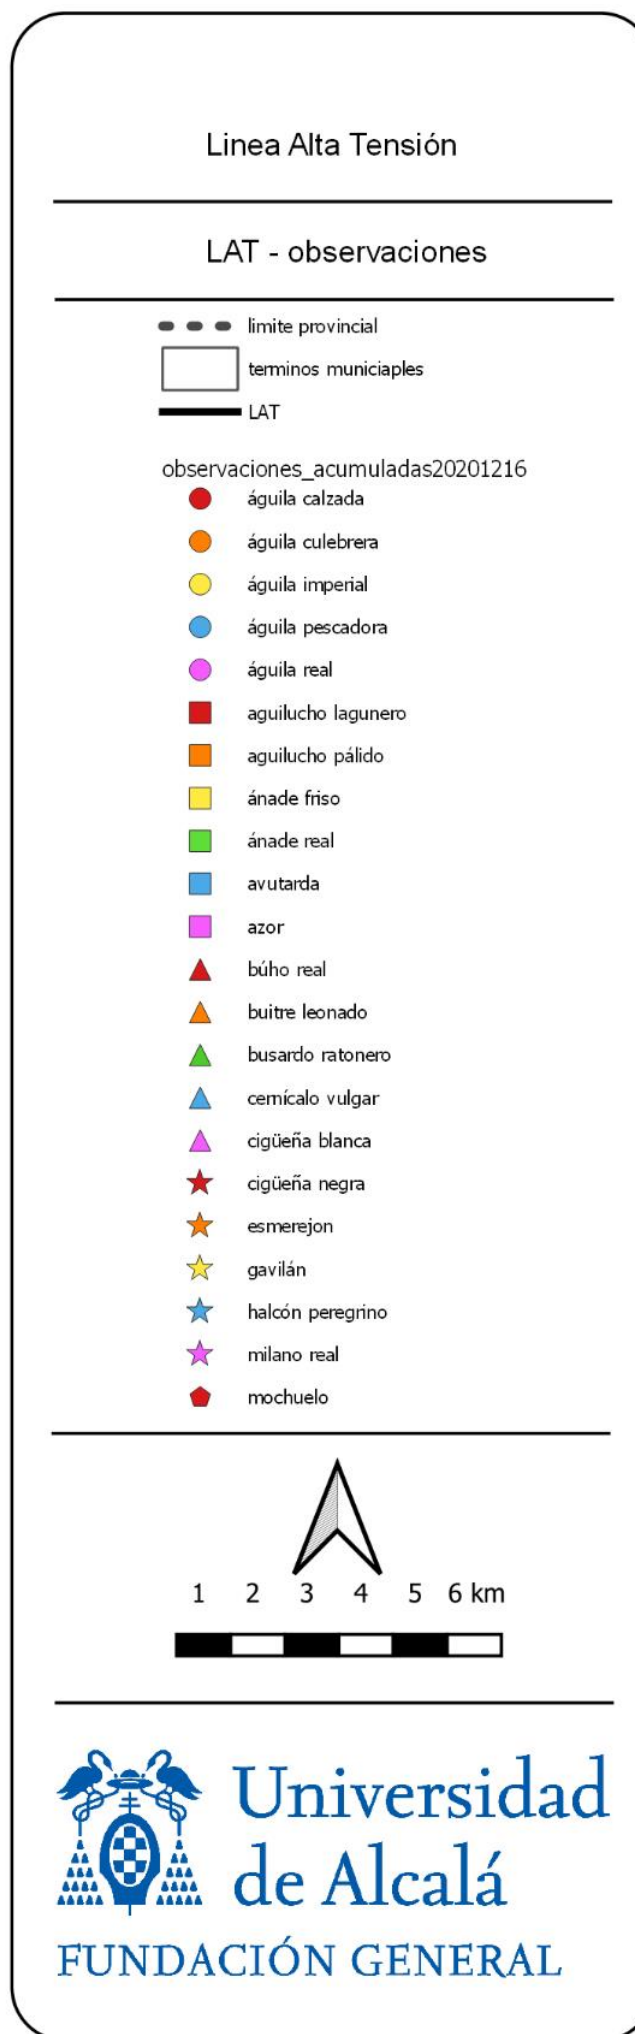 Linea Alta Tensión
LAT - observaciones
limite provincial
terminos municiaples
LAT
observaciones_acumuladas20201216
águila calzada
águila culebrera
águila imperial
águila pescadora
águila real
aguilucho lagunero
aguilucho pálido
ánade friso
ánade real
avutarda
azor
búho real
buitre leonado
busardo ratonero
cernícalo vulgar
cigüeña blanca
cigüeña negra
esmerejon
gavilán
halcón peregrino
milano real
mochuelo
1 2 3 4 5 6 km
Universidad
de Alcalá
FUNDACIÓN GENERAL